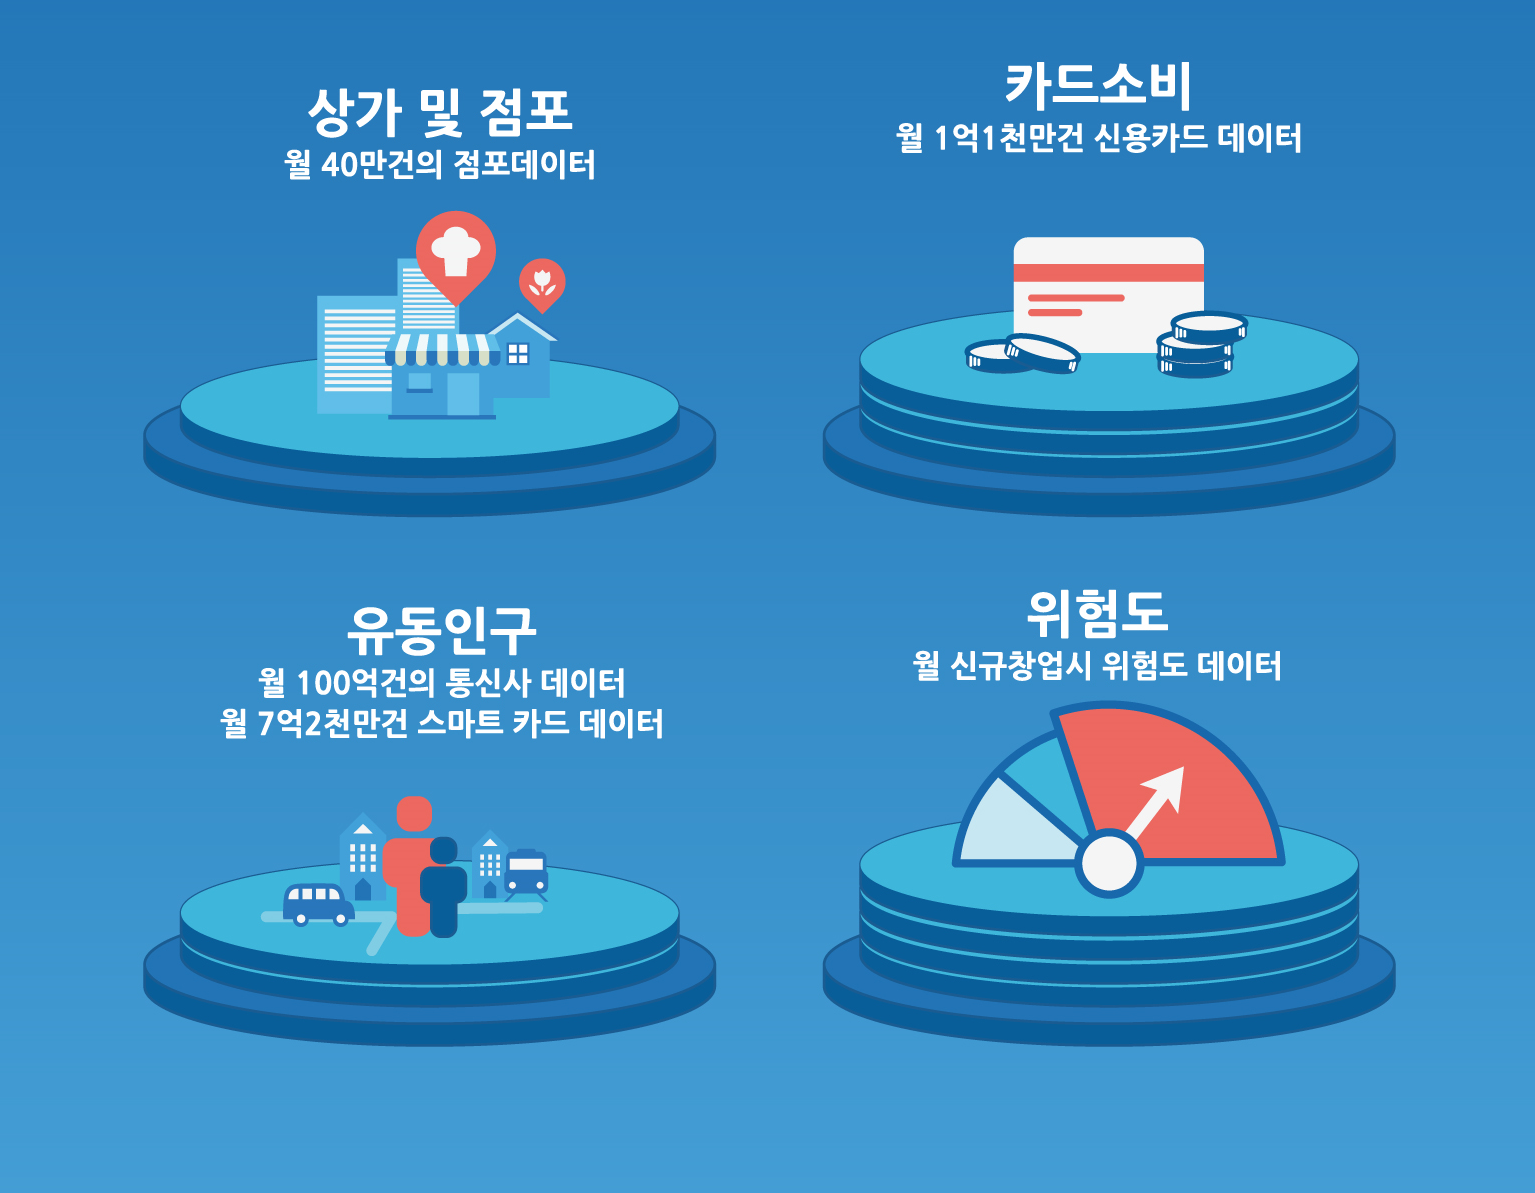 상가 및 점포
월 40만건의 점포데이터
카드소비
월 1억1천만건 신용카드 데이터
유동인구
월 100억건의 통신사 데이터
월 7억2천만건 스마트 카드 데이터
위험도
월 신규창업시 위험도 데이터